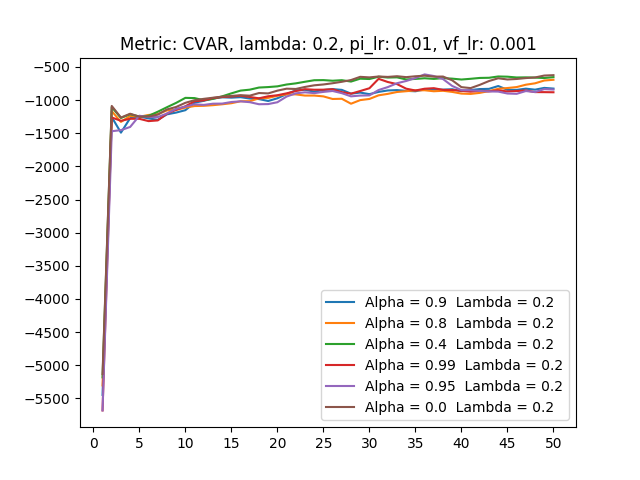 Metric: CVAR, lambda: 0.2, pi_lr: 0.01, vf_lr: 0.001
−500
−1000
−1500
−2000
−2500
−3000
−3500
−4000
−4500
−5000
−5500
Alpha = 0.9 Lambda = 0.2
Alpha = 0.8 Lambda = 0.2
Alpha = 0.4 Lambda = 0.2
Alpha = 0.99 Lambda = 0.2
Alpha = 0.95 Lambda = 0.2
Alpha = 0.0 Lambda = 0.2
0 5 10 15 20 25 30 35 40 45 50